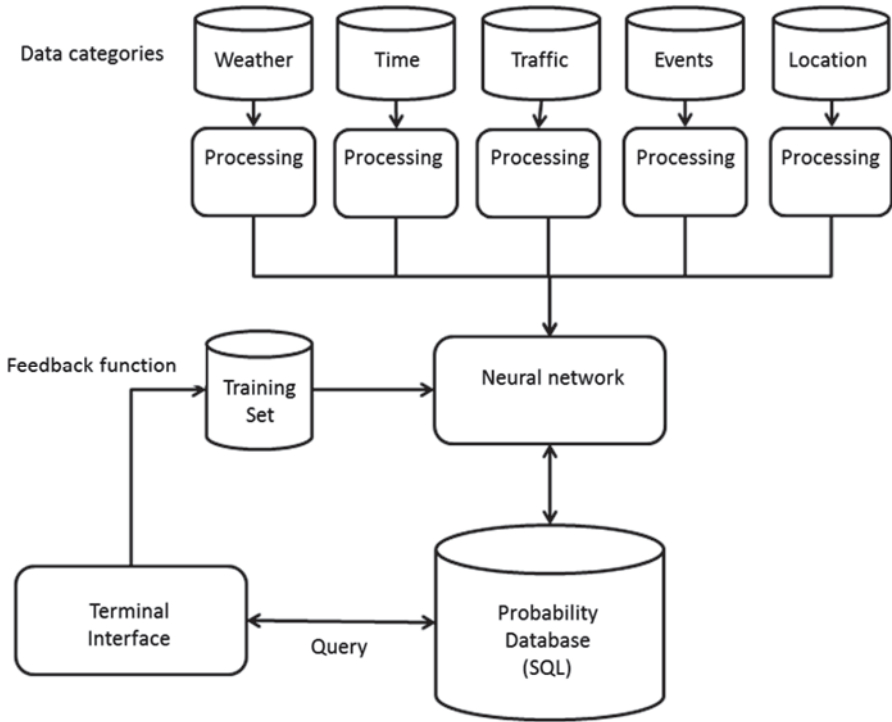 Data categories
Weather
Time
Traffic
Events
Location
Processing
Processing
Processing
Processing
Processing
Feedback function
Training
Set
Neural network
Terminal
Interface
Query
Probability
Database
(SQL)